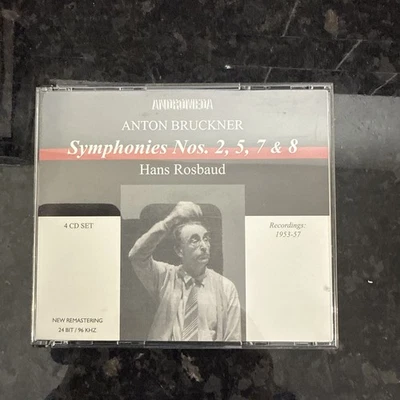 ANDROMEDA
ANTON BRUCKNER
Symphonies Nos. 2, 5, 7 & 8
Hans Rosbaud
4 CD SET
Recordings:
1953-57
NEW REMASTERING
24 BIT / 96 KHZ